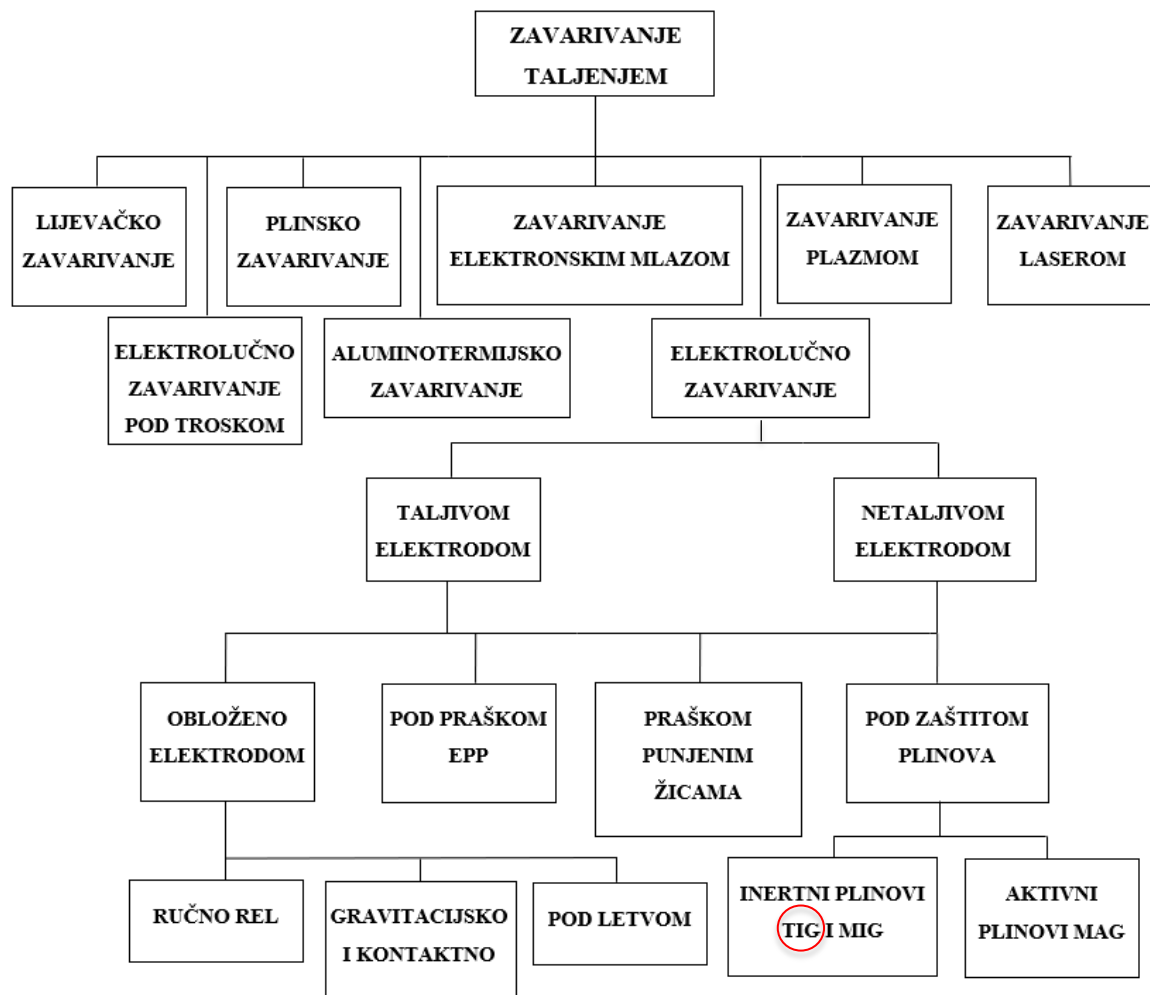 ZAVARIVANJE
TALJENJEM
LIJEVAČKO
ZAVARIVANJE
PLINSKO
ZAVARIVANJE
ZAVARIVANJE
ELEKTRONSKIM MLAZOM
ZAVARIVANJE
PLAZMOM
ZAVARIVANJE
LASEROM
ELEKTROLUČNO
ZAVARIVANJE
POD TROSKOM
ALUMINOTERMIJSKO
ZAVARIVANJE
ELEKTROLUČNO
ZAVARIVANJE
TALJIVOM
ELEKTRODOM
NETALJIVOM
ELEKTRODOM
OBLOŽENO
ELEKTRODOM
POD PRAŠKOM
EPP
PRAŠKOM
PUNJENIM
ŽICAMA
POD ZAŠTITOM
PLINOVA
RUČNO REL
GRAVITACIJSKO
I KONTAKTNO
POD LETVOM
INERTNI PLINOVI
TIG I MIG
AKTIVNI
PLINOVI MAG